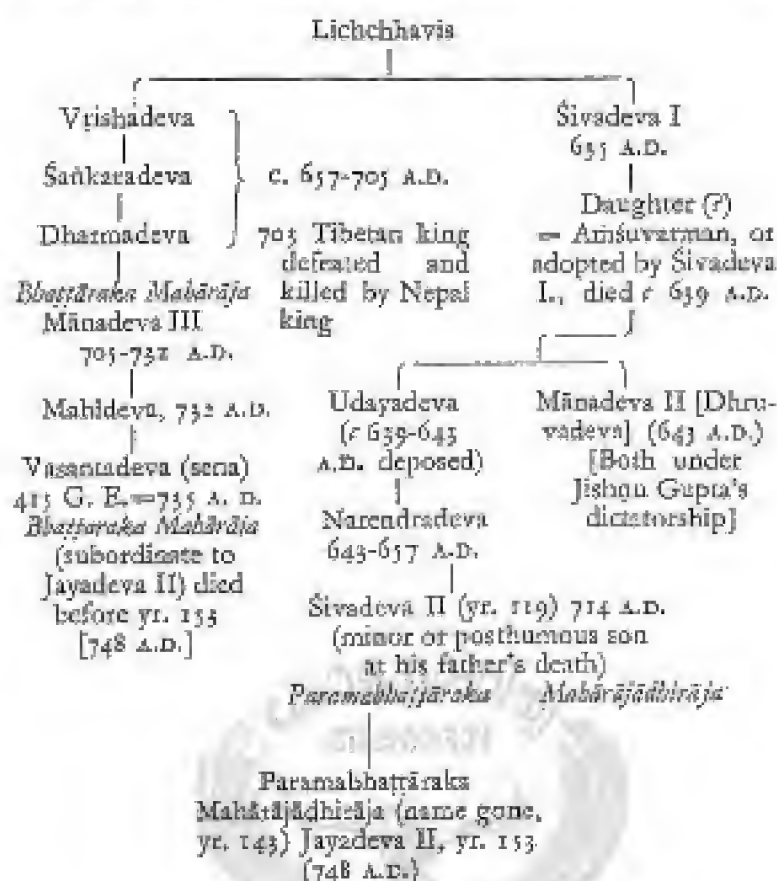 Lichchhavis
Vṛishadeva
Śaṅkaradeva
Dharmadeva
Bhaṭṭāraka Mahārāja
Mānadeva III
705-732 A.D.
Mahideva, 732 A.D.
Vasantadeva (sena)
415 G. E.=735 A. D.
Bhaṭṭaraka Mahārāja
(subordinate to
Jayadeva II) died
before yr. 153
[748 A.D.]
c. 657-705 A.D.
705 Tibetan king
defeated and
killed by Nepal
king
Śivadeva I
635 A.D.
Daughter (?)
= Aṁśuvarman, or
adopted by Śivadeva
I., died c 639 A.D.
Udayadeva
(c 639-643
A.D. deposed)
Narendradeva
643-657 A.D.
Mānadeva II [Dhru-
vadeva] (643 A.D.)
[Both under
Jishṇu Gupta's
dictatorship]
Śivadeva II (yr. 119) 714 A.D.
(minor or posthumous son
at his father's death)
Paramabhaṭṭāraka Mahārājādhirāja
Paramabhaṭṭāraka
Mahārājādhirāja (name gone,
yr. 143) Jayadeva II, yr. 153
(748 A.D.)